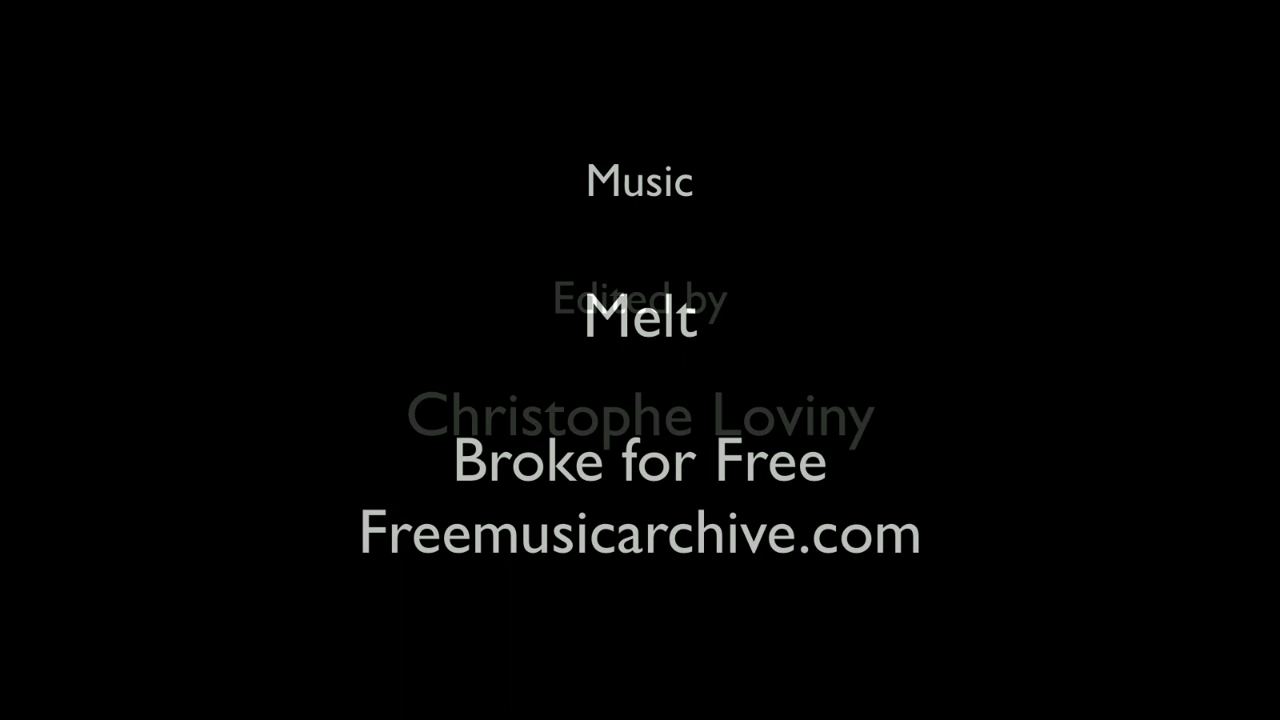 Music
Edited by
Melt
Christophe Loviny
Broke for Free
Freemusicarchive.com